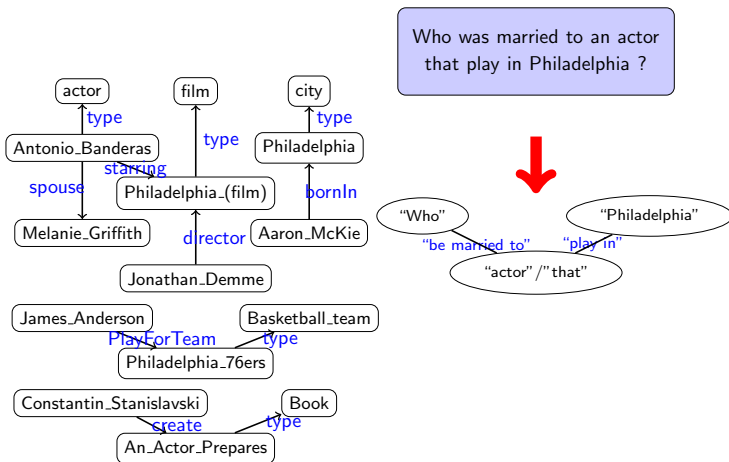 Who was married to an actor
that play in Philadelphia ?
actor
film
city
type
type
type
Antonio_Banderas
Philadelphia
starring
spouse
Philadelphia_(film)
bornIn
Melanie_Griffith
director
Aaron_McKie
Jonathan_Demme
James_Anderson
Basketball_team
PlayForTeam
type
Philadelphia_76ers
Constantin_Stanislavski
Book
create
type
An_Actor_Prepares
“Who”
“Philadelphia”
“be married to”
“play in”
“actor”/”that”